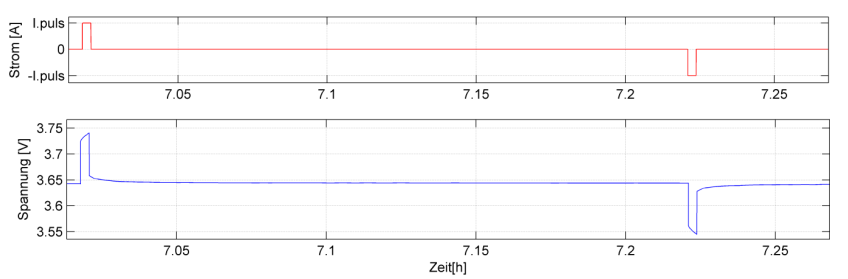 Strom [A]
I.puls
0
-I.puls
7.05 7.1 7.15 7.2 7.25
Spannung [V]
3.75
3.7
3.65
3.6
3.55
7.05 7.1 7.15 7.2 7.25
Zeit[h]